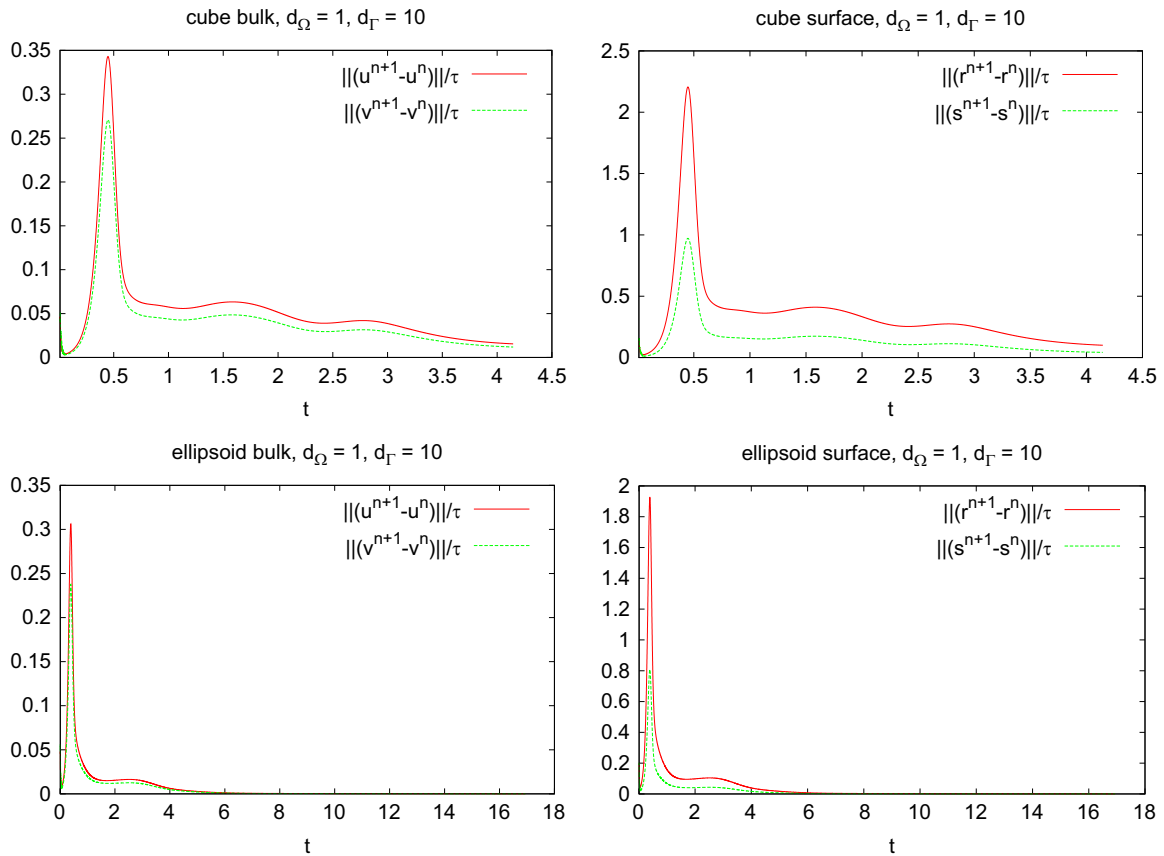 cube bulk, dΩ = 1, dΓ = 10
||(uⁿ⁺¹-uⁿ)||/τ
||(vⁿ⁺¹-vⁿ)||/τ
0.35
0.3
0.25
0.2
0.15
0.1
0.05
0
0.5 1 1.5 2 2.5 3 3.5 4 4.5
t
cube surface, dΩ = 1, dΓ = 10
||(rⁿ⁺¹-rⁿ)||/τ
||(sⁿ⁺¹-sⁿ)||/τ
2.5
2
1.5
1
0.5
0
0.5 1 1.5 2 2.5 3 3.5 4 4.5
t
ellipsoid bulk, dΩ = 1, dΓ = 10
||(uⁿ⁺¹-uⁿ)||/τ
||(vⁿ⁺¹-vⁿ)||/τ
0.35
0.3
0.25
0.2
0.15
0.1
0.05
0
0 2 4 6 8 10 12 14 16 18
t
ellipsoid surface, dΩ = 1, dΓ = 10
||(rⁿ⁺¹-rⁿ)||/τ
||(sⁿ⁺¹-sⁿ)||/τ
2
1.8
1.6
1.4
1.2
1
0.8
0.6
0.4
0.2
0
0 2 4 6 8 10 12 14 16 18
t